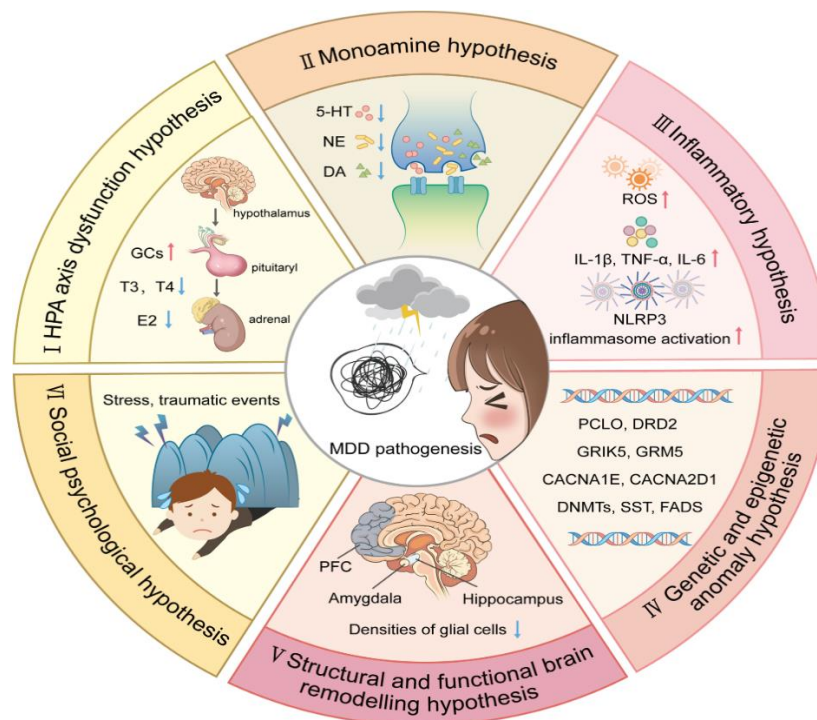 I HPA axis dysfunction hypothesis
hypothalamus
GCs ↑
pituitaryl
T3, T4 ↓
E2 ↓
adrenal
II Monoamine hypothesis
5-HT ↓
NE ↓
DA ↓
III Inflammatory hypothesis
ROS ↑
IL-1β, TNF-α, IL-6 ↑
NLRP3
inflammasome activation ↑
IV Genetic and epigenetic
anomaly hypothesis
PCLO, DRD2
GRIK5, GRM5
CACNA1E, CACNA2D1
DNMTs, SST, FADS
V Structural and functional brain
remodelling hypothesis
PFC
Amygdala
Hippocampus
Densities of glial cells ↓
VI Social psychological hypothesis
Stress, traumatic events
MDD pathogenesis